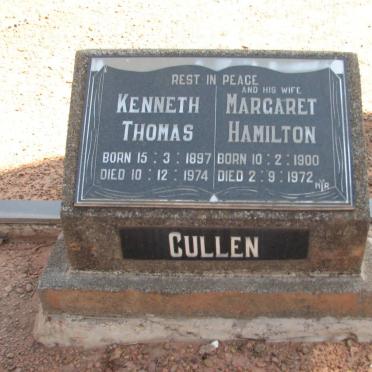 REST IN PEACE
KENNETH
THOMAS
BORN 15 · 3 · 1897
DIED 10 · 12 · 1974
AND HIS WIFE
MARGARET
HAMILTON
BORN 10 · 2 · 1900
DIED 2 · 9 · 1972
CULLEN